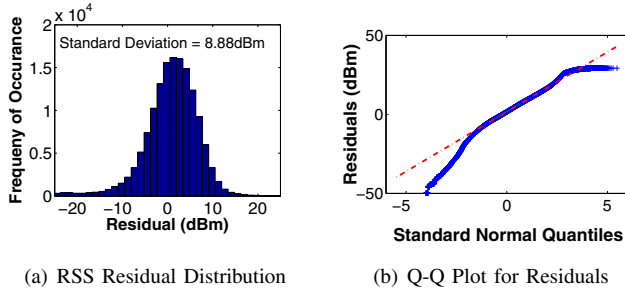 x 10^4
2
1.5
1
0.5
0
Standard Deviation = 8.88dBm
Frequeny of Occurance
−20 −10 0 10 20
Residual (dBm)
(a) RSS Residual Distribution
50
0
−50
Residuals (dBm)
−5 0 5
Standard Normal Quantiles
(b) Q-Q Plot for Residuals